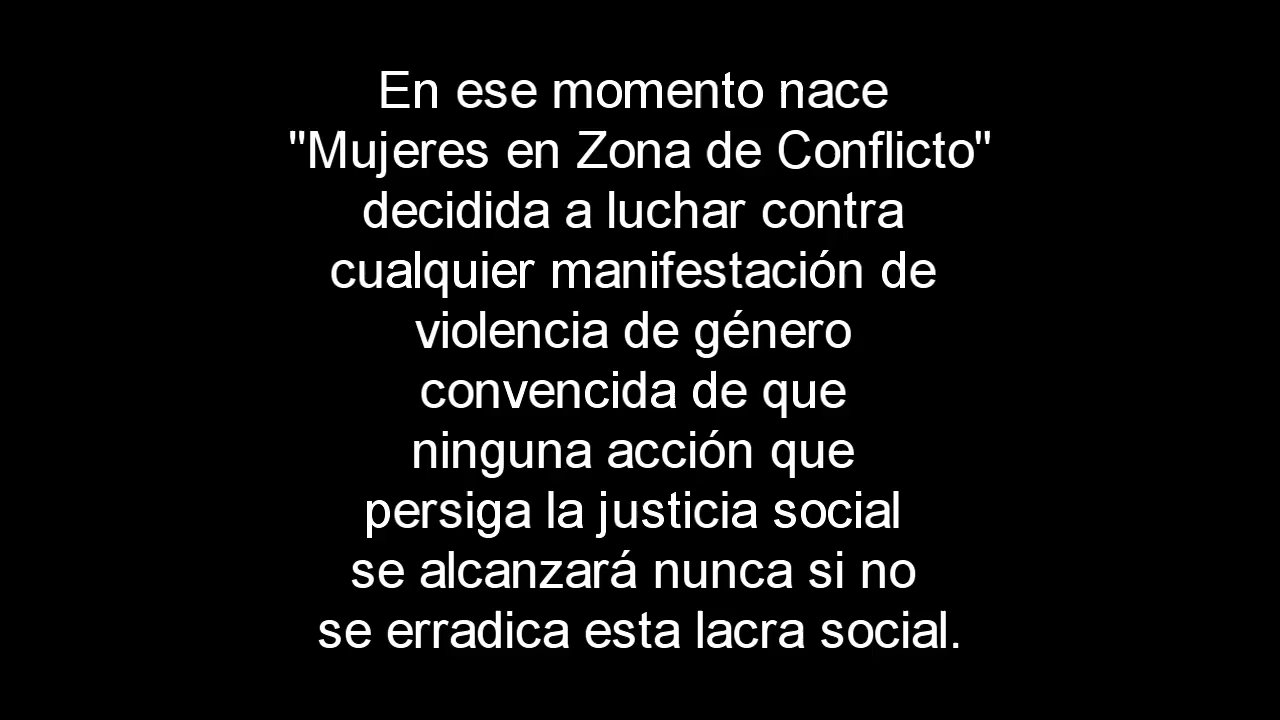 En ese momento nace
"Mujeres en Zona de Conflicto"
decidida a luchar contra
cualquier manifestación de
violencia de género
convencida de que
ninguna acción que
persiga la justicia social
se alcanzará nunca si no
se erradica esta lacra social.